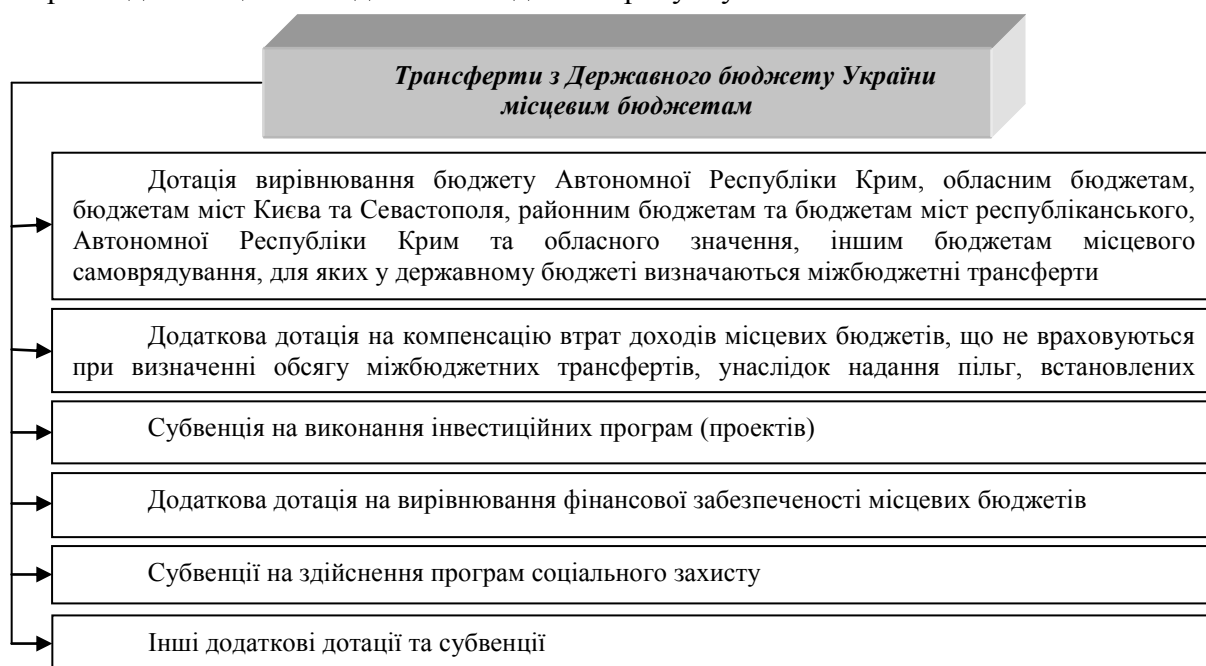 Трансферти з Державного бюджету України
місцевим бюджетам
Дотація вирівнювання бюджету Автономної Республіки Крим, обласним бюджетам,
бюджетам міст Києва та Севастополя, районним бюджетам та бюджетам міст республіканського,
Автономної Республіки Крим та обласного значення, іншим бюджетам місцевого
самоврядування, для яких у державному бюджеті визначаються міжбюджетні трансферти
Додаткова дотація на компенсацію втрат доходів місцевих бюджетів, що не враховуються
при визначенні обсягу міжбюджетних трансфертів, унаслідок надання пільг, встановлених
Субвенція на виконання інвестиційних програм (проектів)
Додаткова дотація на вирівнювання фінансової забезпеченості місцевих бюджетів
Субвенції на здійснення програм соціального захисту
Інші додаткові дотації та субвенції